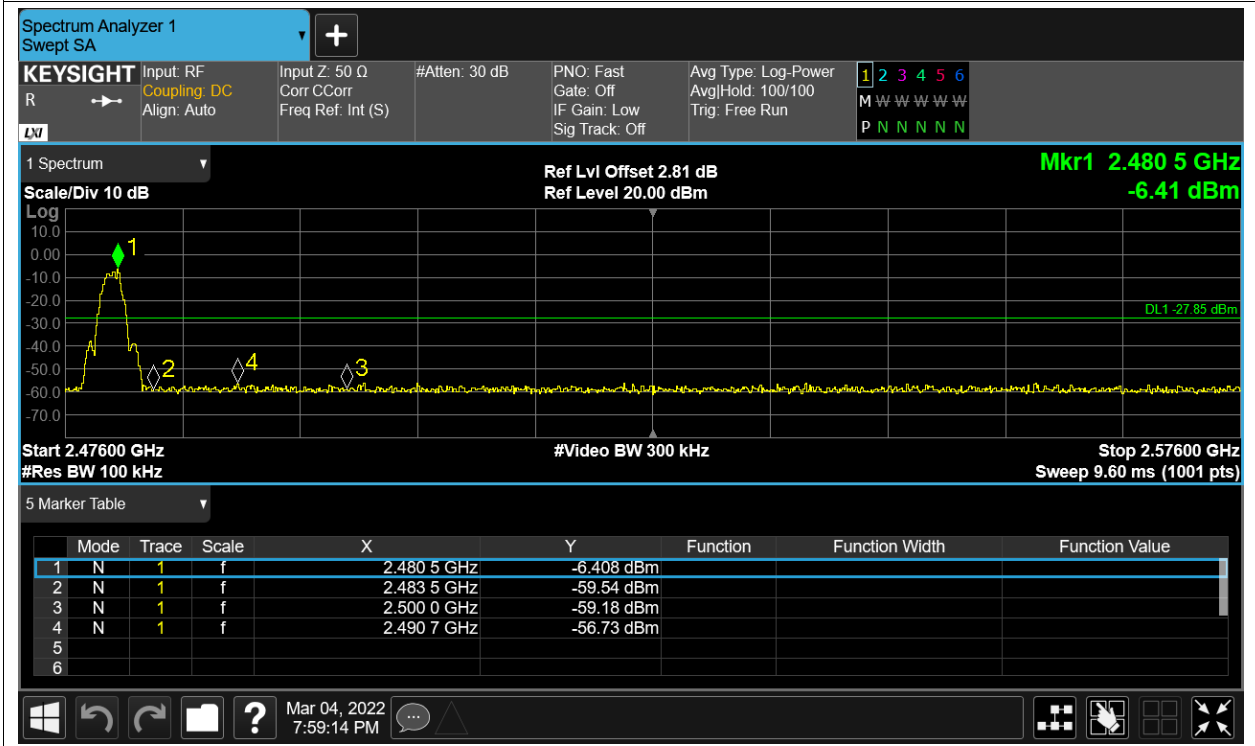 Spectrum Analyzer 1
Swept SA
KEYSIGHT
R
LXI
Input: RF
Coupling: DC
Align: Auto
Input Z: 50 Ω
Corr CCorr
Freq Ref: Int (S)
#Atten: 30 dB
PNO: Fast
Gate: Off
IF Gain: Low
Sig Track: Off
Avg Type: Log-Power
Avg|Hold: 100/100
Trig: Free Run
1 2 3 4 5 6
M W W W W W
P N N N N N
1 Spectrum
Scale/Div 10 dB
Ref Lvl Offset 2.81 dB
Ref Level 20.00 dBm
Mkr1 2.480 5 GHz
-6.41 dBm
Log
10.0
0.00
-10.0
-20.0
-30.0
-40.0
-50.0
-60.0
-70.0
1
2
4
3
DL1 -27.85 dBm
Start 2.47600 GHz
#Video BW 300 kHz
Stop 2.57600 GHz
#Res BW 100 kHz
Sweep 9.60 ms (1001 pts)
5 Marker Table
Mode Trace Scale X Y Function Function Width Function Value
1 N 1 f 2.480 5 GHz -6.408 dBm
2 N 1 f 2.483 5 GHz -59.54 dBm
3 N 1 f 2.500 0 GHz -59.18 dBm
4 N 1 f 2.490 7 GHz -56.73 dBm
5
6
?
Mar 04, 2022
7:59:14 PM